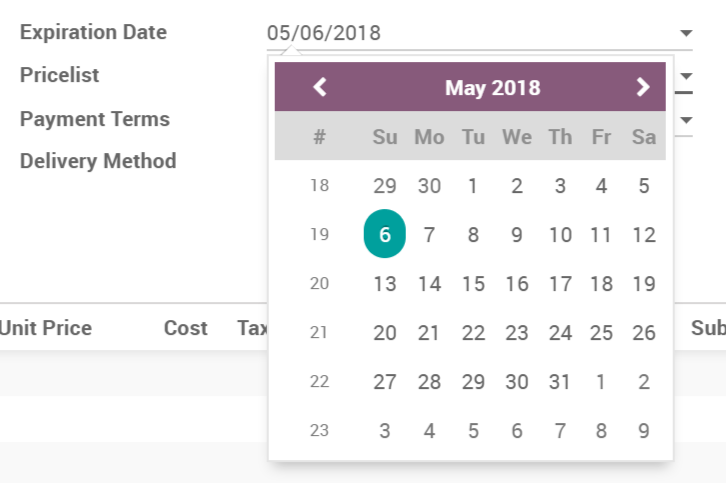 Expiration Date 05/06/2018
Pricelist
Payment Terms
Delivery Method
May 2018
# Su Mo Tu We Th Fr Sa
18 29 30 1 2 3 4 5
19 6 7 8 9 10 11 12
20 13 14 15 16 17 18 19
21 20 21 22 23 24 25 26
22 27 28 29 30 31 1 2
23 3 4 5 6 7 8 9
Unit Price Cost Tax Sub